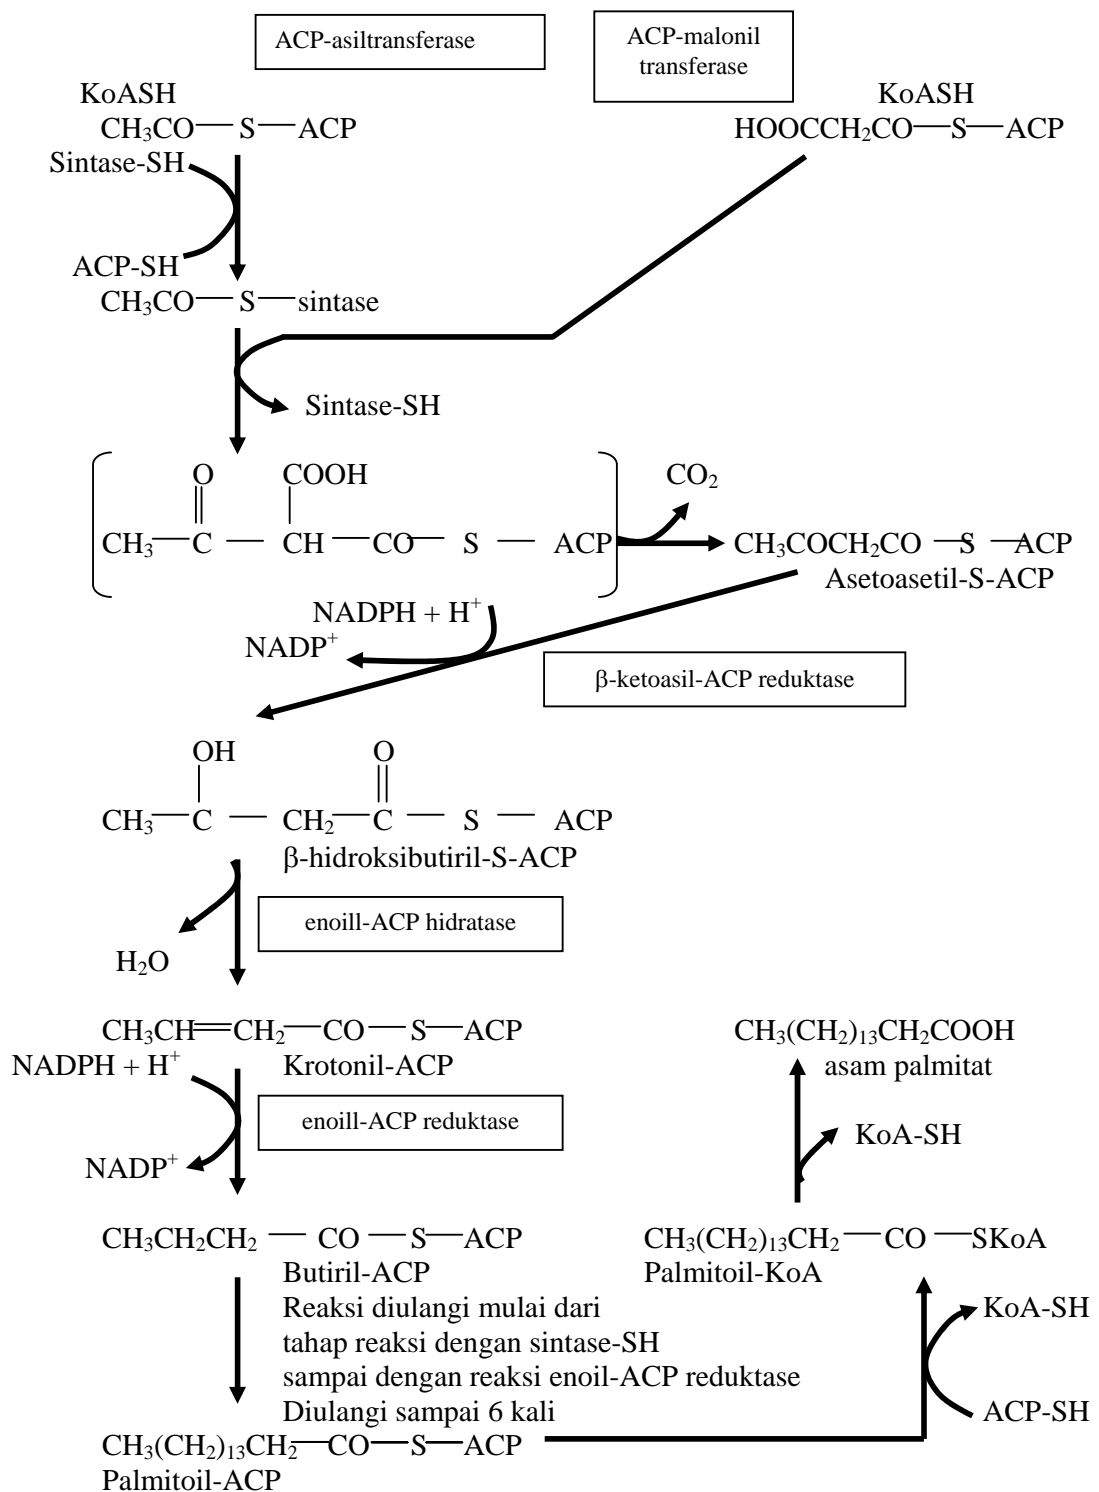 ACP-asiltransferase
ACP-malonil
transferase
KoASH
KoASH
CH₃CO — S — ACP
HOOCCH₂CO — S — ACP
Sintase-SH
ACP-SH
CH₃CO — S — sintase
Sintase-SH
O
COOH
CO₂
CH₃ — C — CH — CO — S — ACP
CH₃COCH₂CO — S — ACP
Asetoasetil-S-ACP
NADPH + H⁺
NADP⁺
β-ketoasil-ACP reduktase
OH
O
CH₃ — C — CH₂ — C — S — ACP
β-hidroksibutiril-S-ACP
enoill-ACP hidratase
H₂O
CH₃CH=CH₂ — CO — S — ACP
CH₃(CH₂)₁₃CH₂COOH
NADPH + H⁺
Krotonil-ACP
asam palmitat
enoill-ACP reduktase
KoA-SH
NADP⁺
CH₃CH₂CH₂ — CO — S — ACP
CH₃(CH₂)₁₃CH₂ — CO — SKoA
Butiril-ACP
Palmitoil-KoA
Reaksi diulangi mulai dari
KoA-SH
tahap reaksi dengan sintase-SH
sampai dengan reaksi enoil-ACP reduktase
Diulangi sampai 6 kali
ACP-SH
CH₃(CH₂)₁₃CH₂ — CO — S — ACP
Palmitoil-ACP